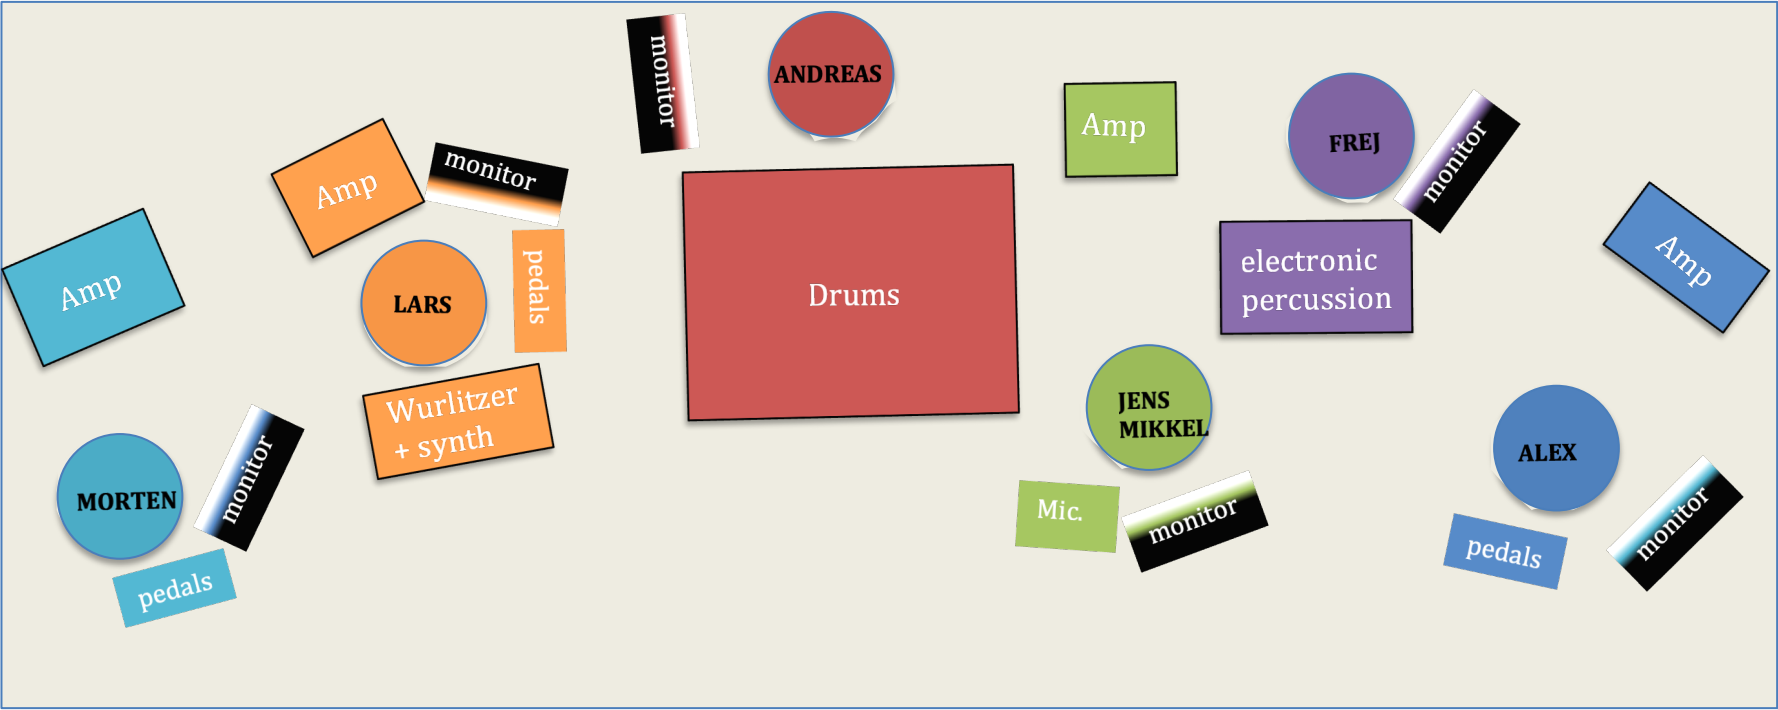 monitor
ANDREAS
Amp
FREJ
monitor
Amp
monitor
Amp
Amp
LARS
pedals
Drums
electronic
percussion
Wurlitzer
+ synth
JENS
MIKKEL
ALEX
MORTEN
monitor
Mic.
monitor
pedals
monitor
pedals